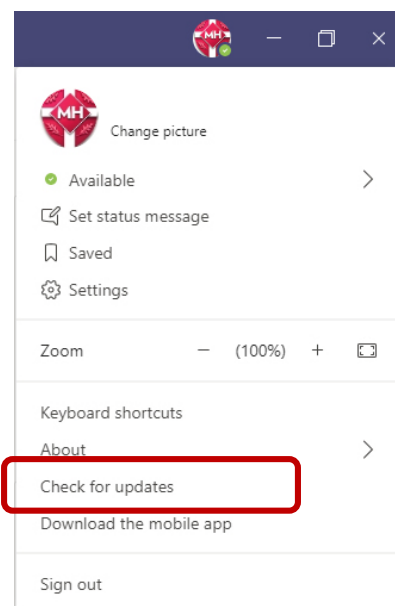 MH
MH
Change picture
Available
Set status message
Saved
Settings
Zoom — (100%) +
Keyboard shortcuts
About
Check for updates
Download the mobile app
Sign out